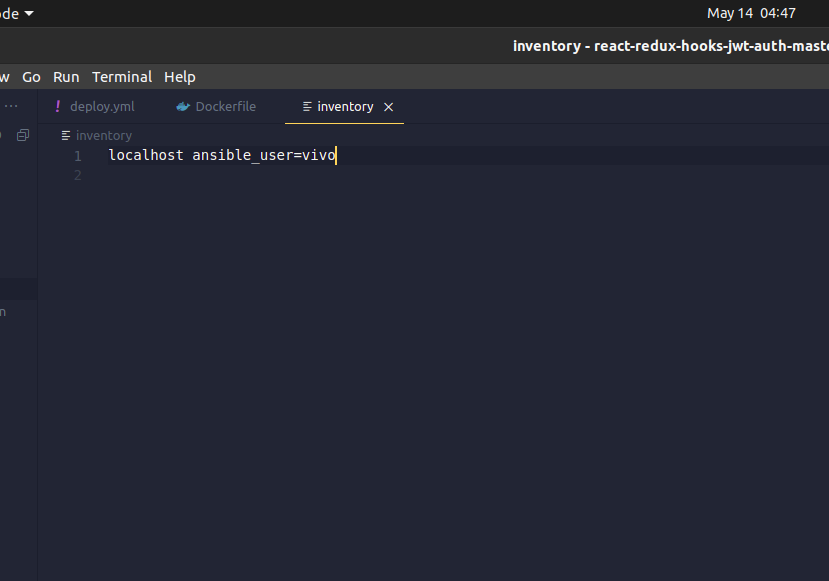 ode
May 14 04:47
inventory - react-redux-hooks-jwt-auth-maste
w Go Run Terminal Help
··· ! deploy.yml Dockerfile inventory ×
inventory
1 localhost ansible_user=vivo
2
n